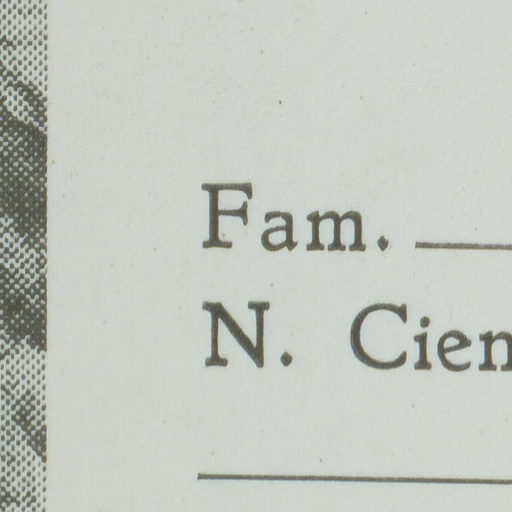 Fam.
N. Cien